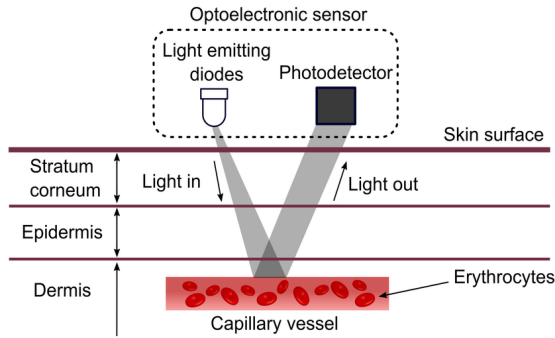 Optoelectronic sensor
Light emitting
diodes
Photodetector
Skin surface
Stratum
corneum
Light in
Light out
Epidermis
Dermis
Erythrocytes
Capillary vessel